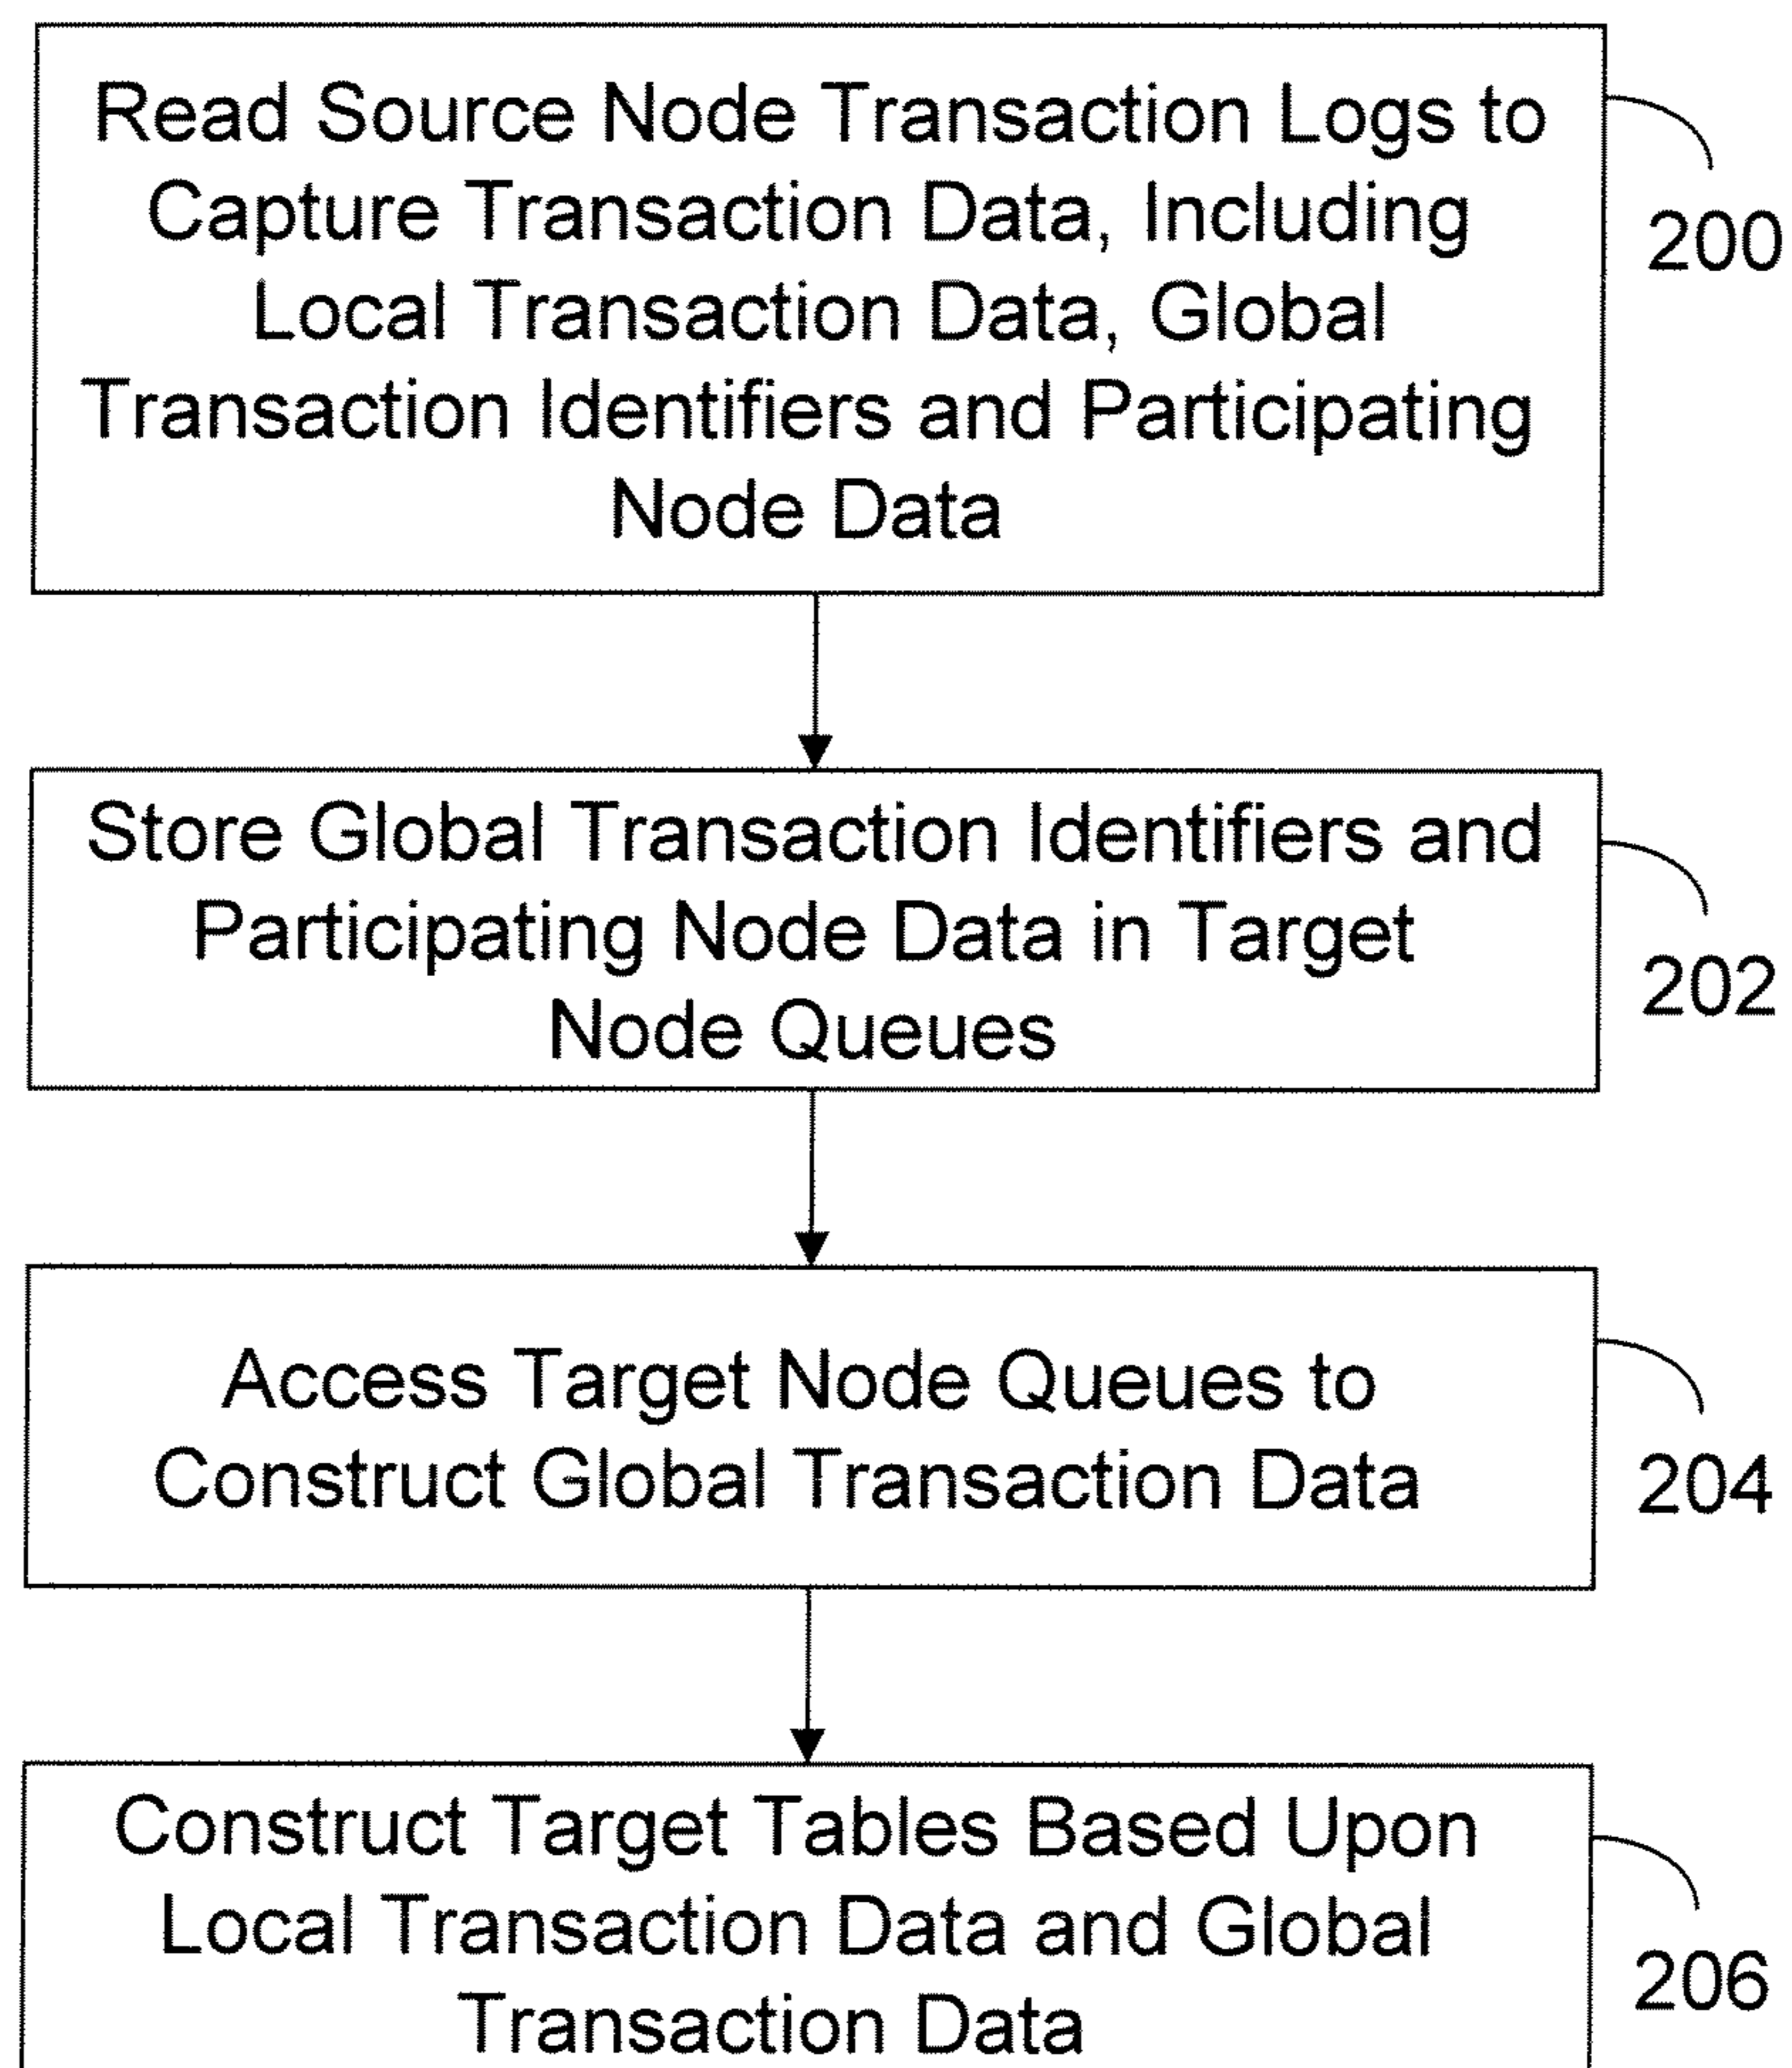 Read Source Node Transaction Logs to
Capture Transaction Data, Including
Local Transaction Data, Global
Transaction Identifiers and Participating
Node Data
200
Store Global Transaction Identifiers and
Participating Node Data in Target
Node Queues
202
Access Target Node Queues to
Construct Global Transaction Data
204
Construct Target Tables Based Upon
Local Transaction Data and Global
Transaction Data
206